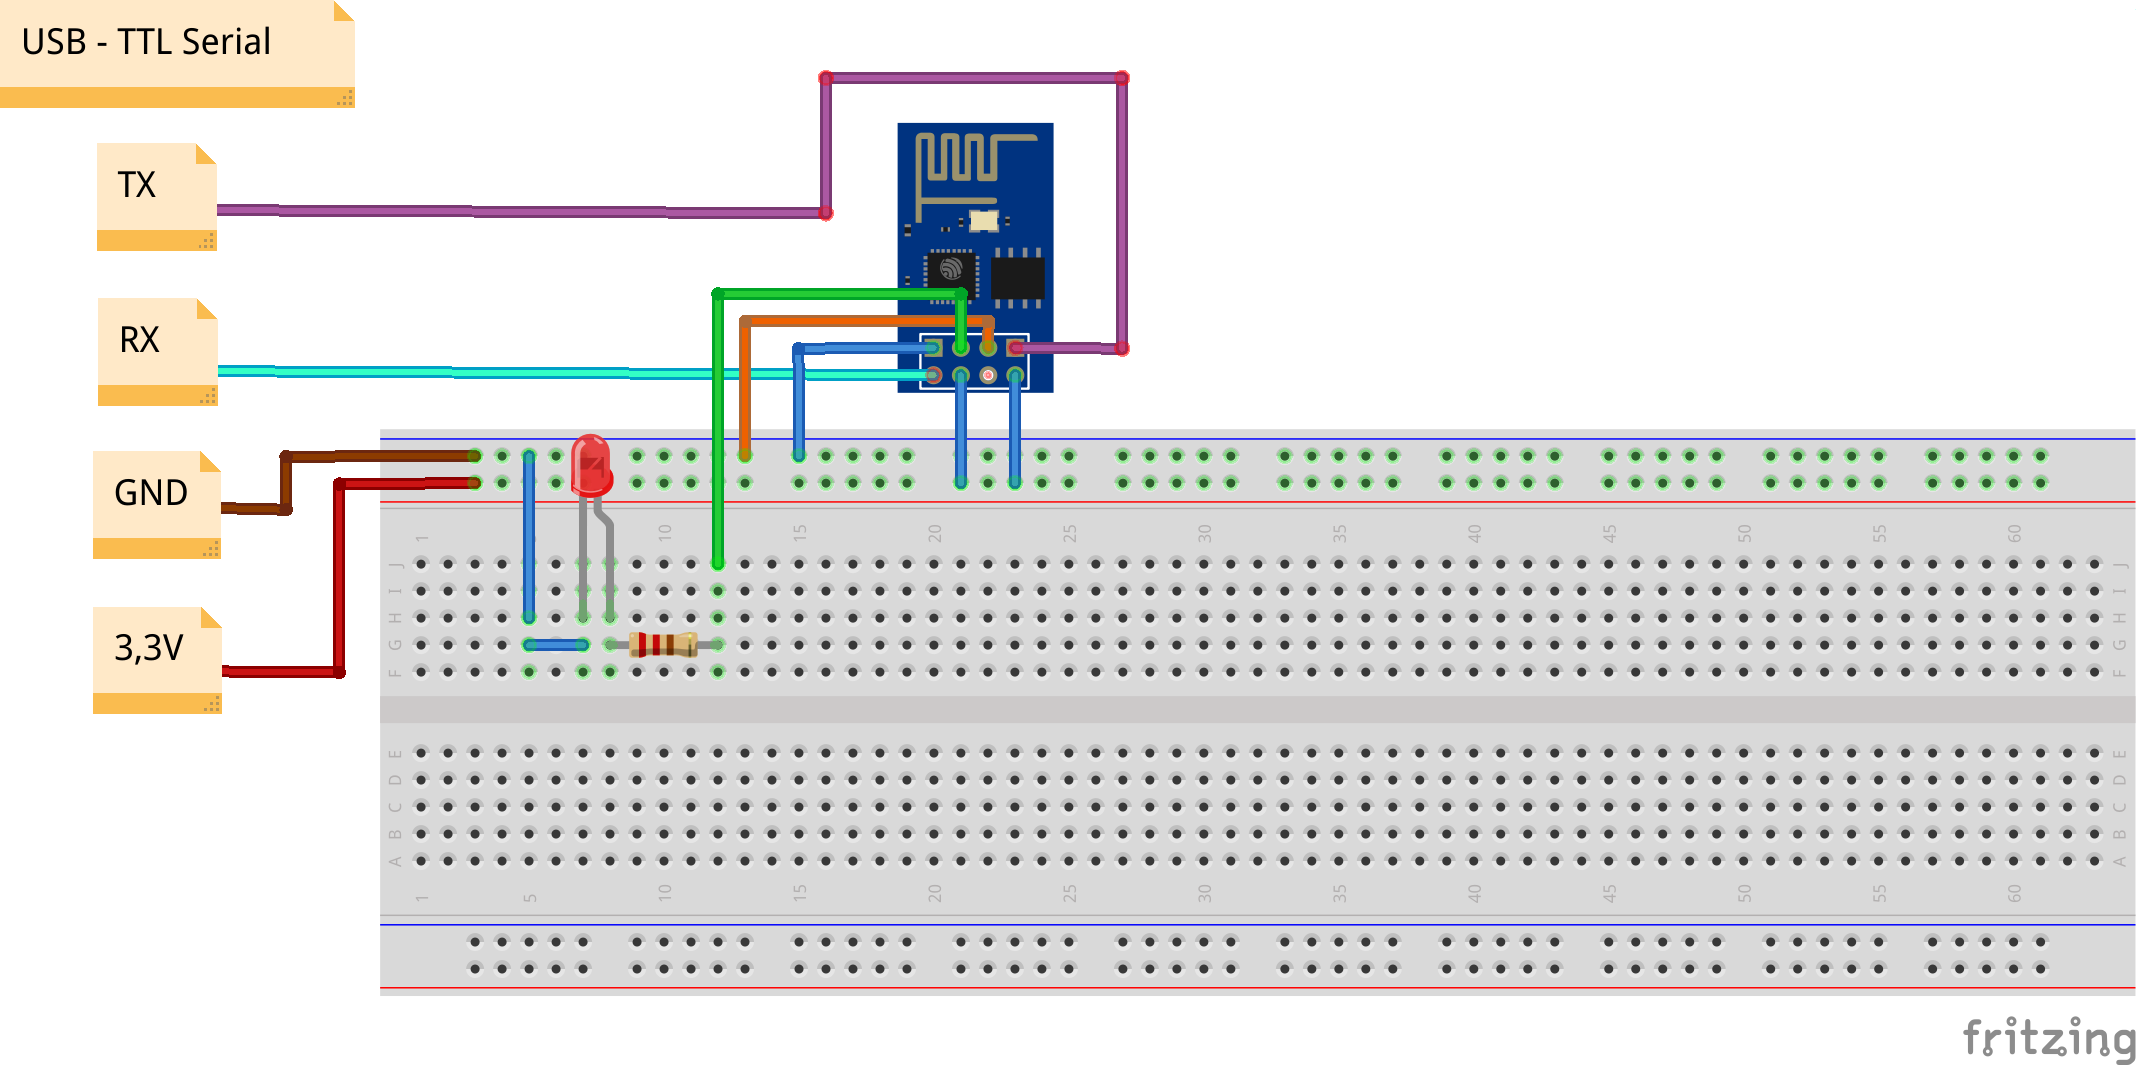 USB - TTL Serial
TX
RX
GND
3,3V
1 10 15 20 25 30 35 40 45 50 55 60
J J
I I
H H
G G
F F
E E
D D
C C
B B
A A
1 5 10 15 20 25 30 35 40 45 50 55 60
fritzing